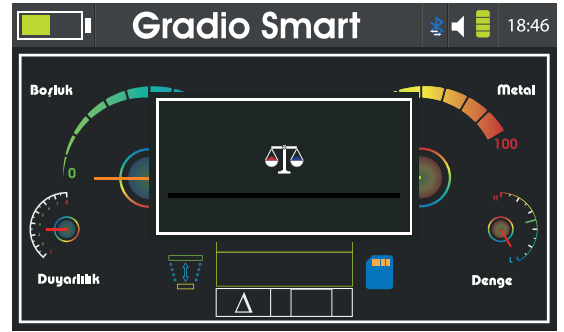 Gradio Smart
18:46
Boşluk
Metal
0
100
H
L
Duyarlılık
Denge
Δ